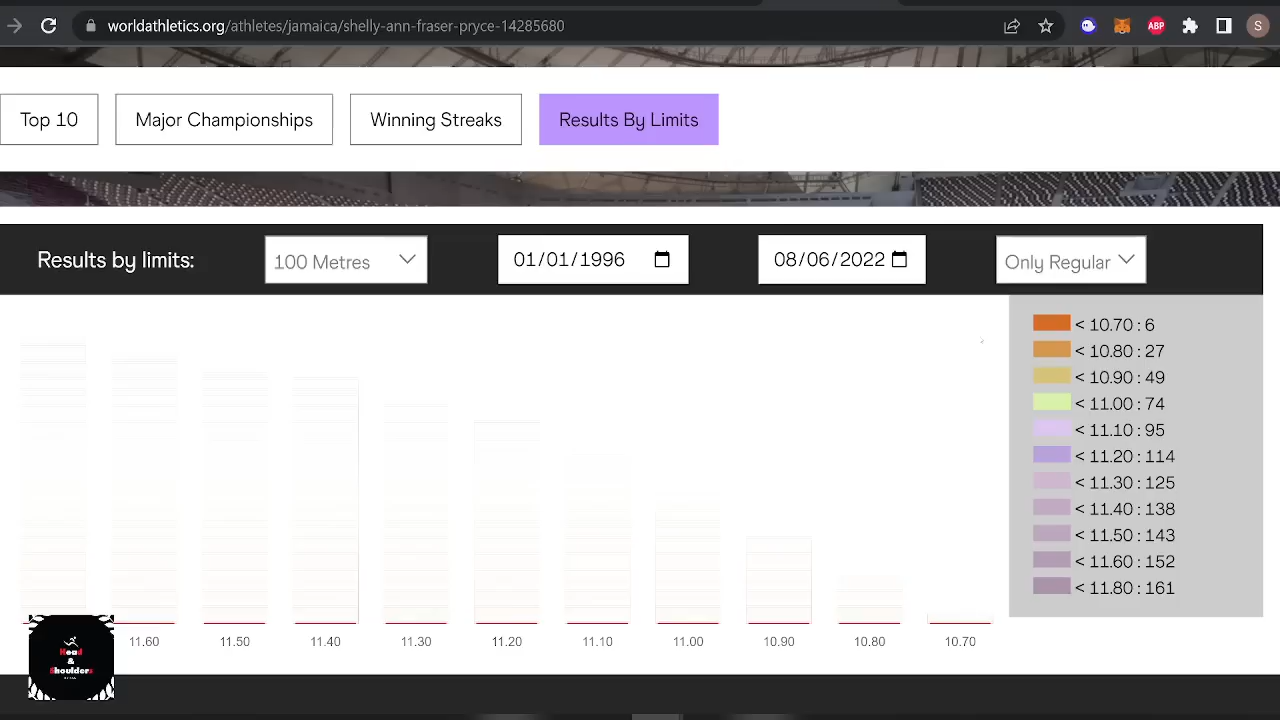 worldathletics.org/athletes/jamaica/shelly-ann-fraser-pryce-14285680
ABP
S
Top 10
Major Championships
Winning Streaks
Results By Limits
Results by limits:
100 Metres
01/01/1996
08/06/2022
Only Regular
< 10.70 : 6
< 10.80 : 27
< 10.90 : 49
< 11.00 : 74
< 11.10 : 95
< 11.20 : 114
< 11.30 : 125
< 11.40 : 138
< 11.50 : 143
< 11.60 : 152
< 11.80 : 161
11.60
11.50
11.40
11.30
11.20
11.10
11.00
10.90
10.80
10.70
Head
&
Shoulders